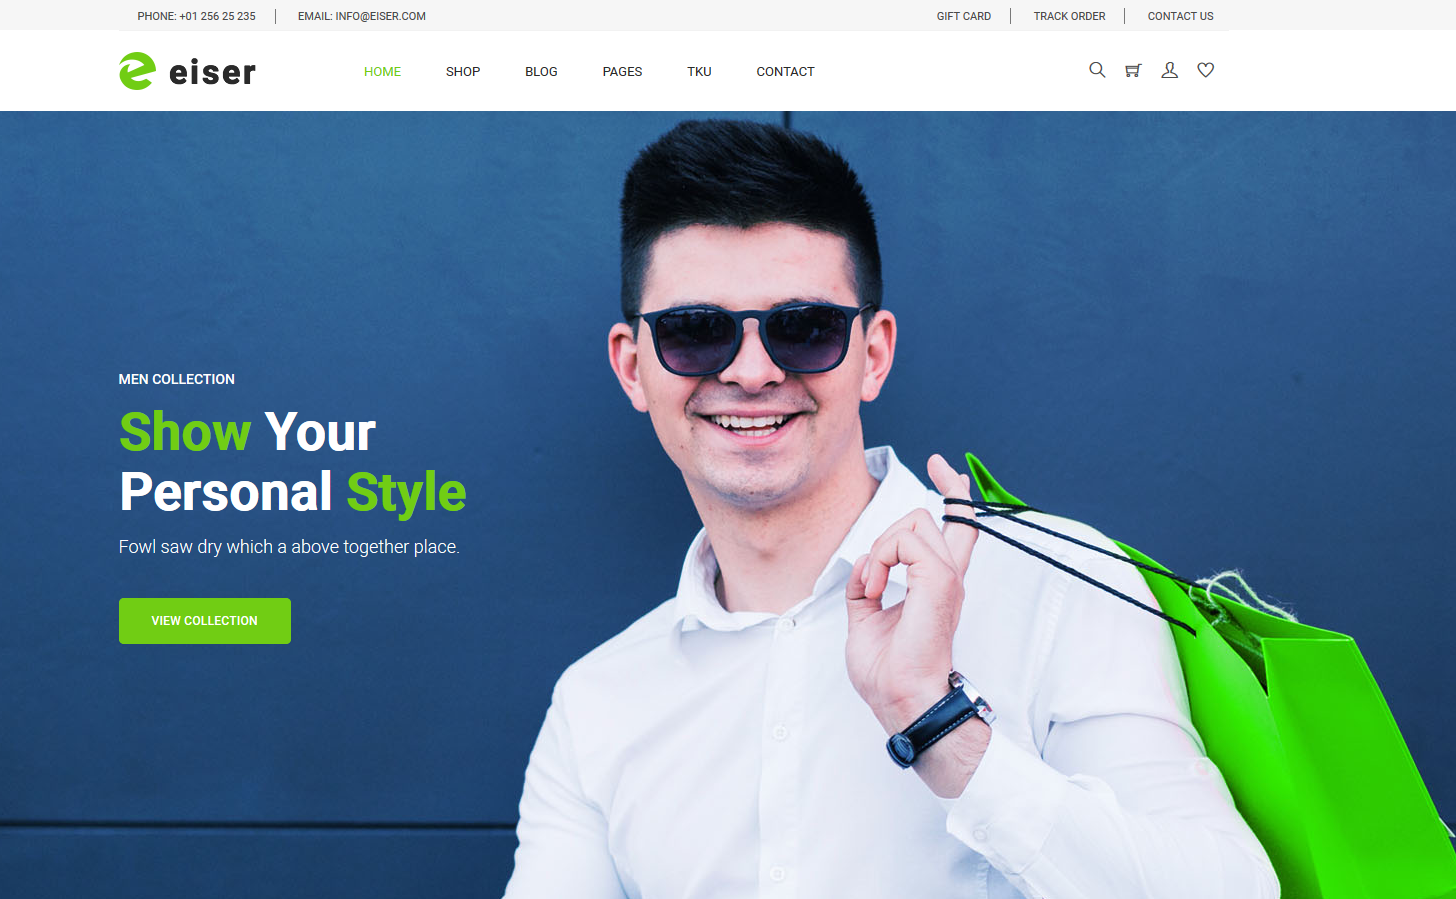 PHONE: +01 256 25 235
EMAIL: INFO@EISER.COM
GIFT CARD
TRACK ORDER
CONTACT US
eiser
HOME
SHOP
BLOG
PAGES
TKU
CONTACT
MEN COLLECTION
Show Your
Personal Style
Fowl saw dry which a above together place.
VIEW COLLECTION